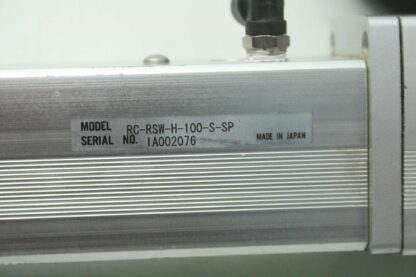 MODEL RC-RSW-H-100-S-SP
SERIAL NO. 1A002076 MADE IN JAPAN